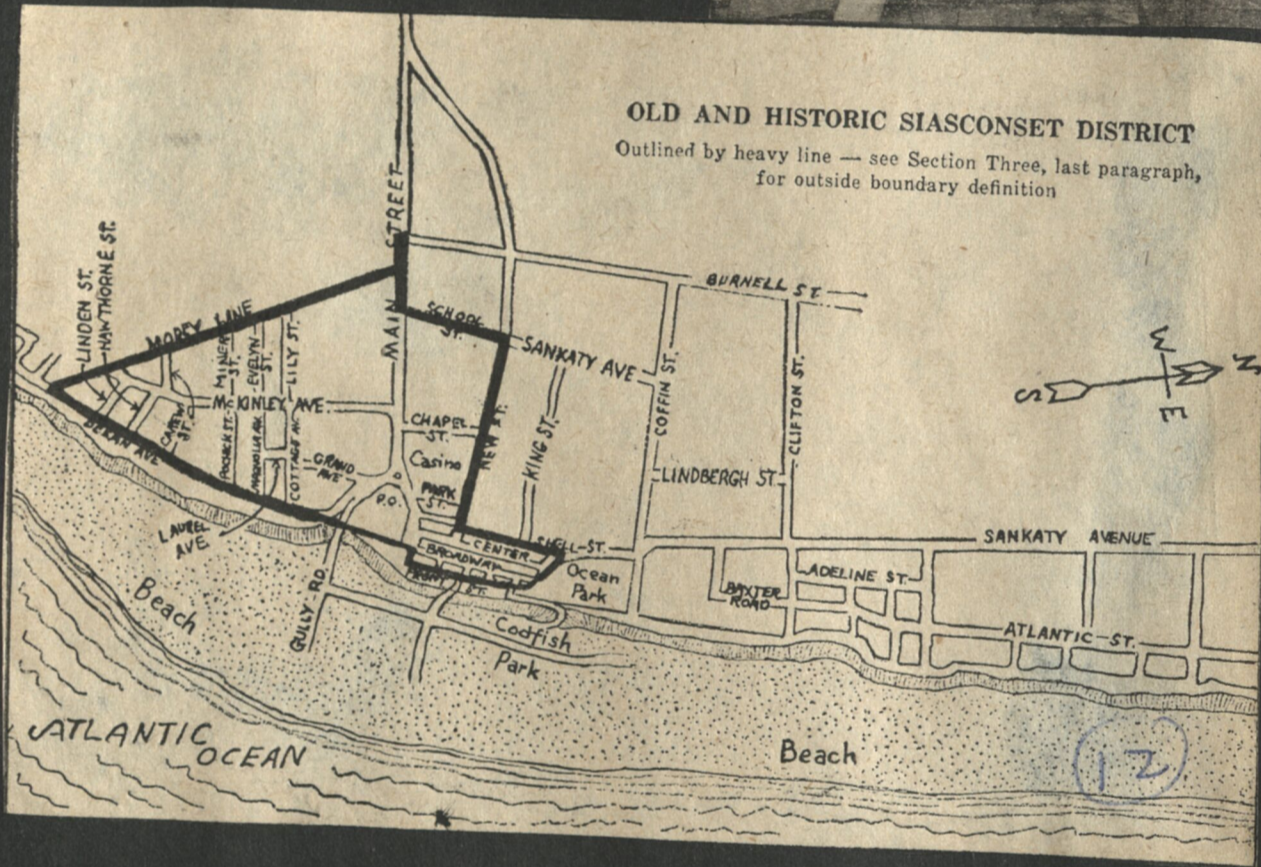 OLD AND HISTORIC SIASCONSET DISTRICT
Outlined by heavy line — see Section Three, last paragraph,
for outside boundary definition
STREET
LINDEN ST.
HAWTHORNE ST.
MOREY LANE
MAIN
SCHOOL
ST.
BURNELL ST.
SANKATY AVE
COFFIN ST.
CLIFTON ST.
W
N
S
E
MINER
ST.
EVELYN
ST.
LILY ST.
McKINLEY AVE.
CAREW
ST.
OCEAN AVE
MAGNOLIA AV.
COTTAGE AV.
GRAND
AVE
CHAPEL
ST.
Casino
PARK
ST.
NEW ST.
KING ST.
LINDBERGH ST.
P.O.
LAUREL
AVE.
CENTER
SHELL-ST.
BROADWAY
FRONT
ST.
Ocean
Park
SANKATY AVENUE
ADELINE ST.
BAXTER
ROAD
ATLANTIC-ST.
GULLY RD
Codfish
Park
Beach
Beach
ATLANTIC
OCEAN
12